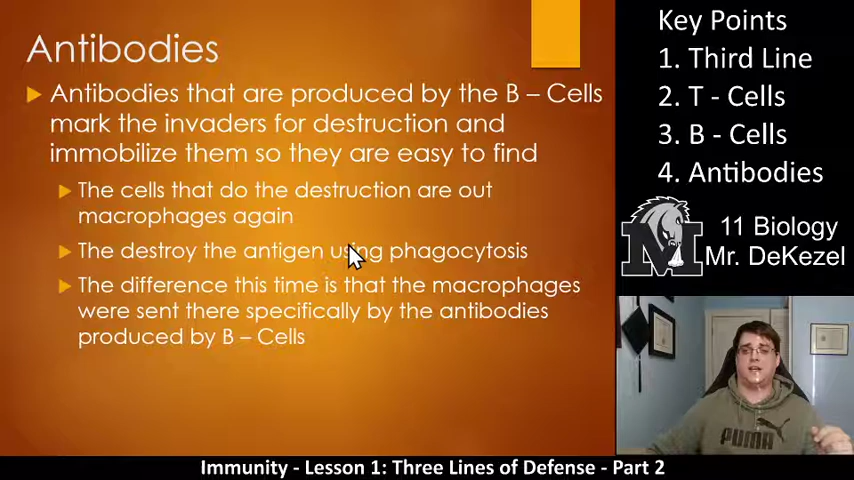 Antibodies
Antibodies that are produced by the B – Cells
mark the invaders for destruction and
immobilize them so they are easy to find
The cells that do the destruction are out
macrophages again
The destroy the antigen using phagocytosis
The difference this time is that the macrophages
were sent there specifically by the antibodies
produced by B – Cells
Key Points
1. Third Line
2. T - Cells
3. B - Cells
4. Antibodies
M
11 Biology
Mr. DeKezel
PUMA
Immunity - Lesson 1: Three Lines of Defense - Part 2